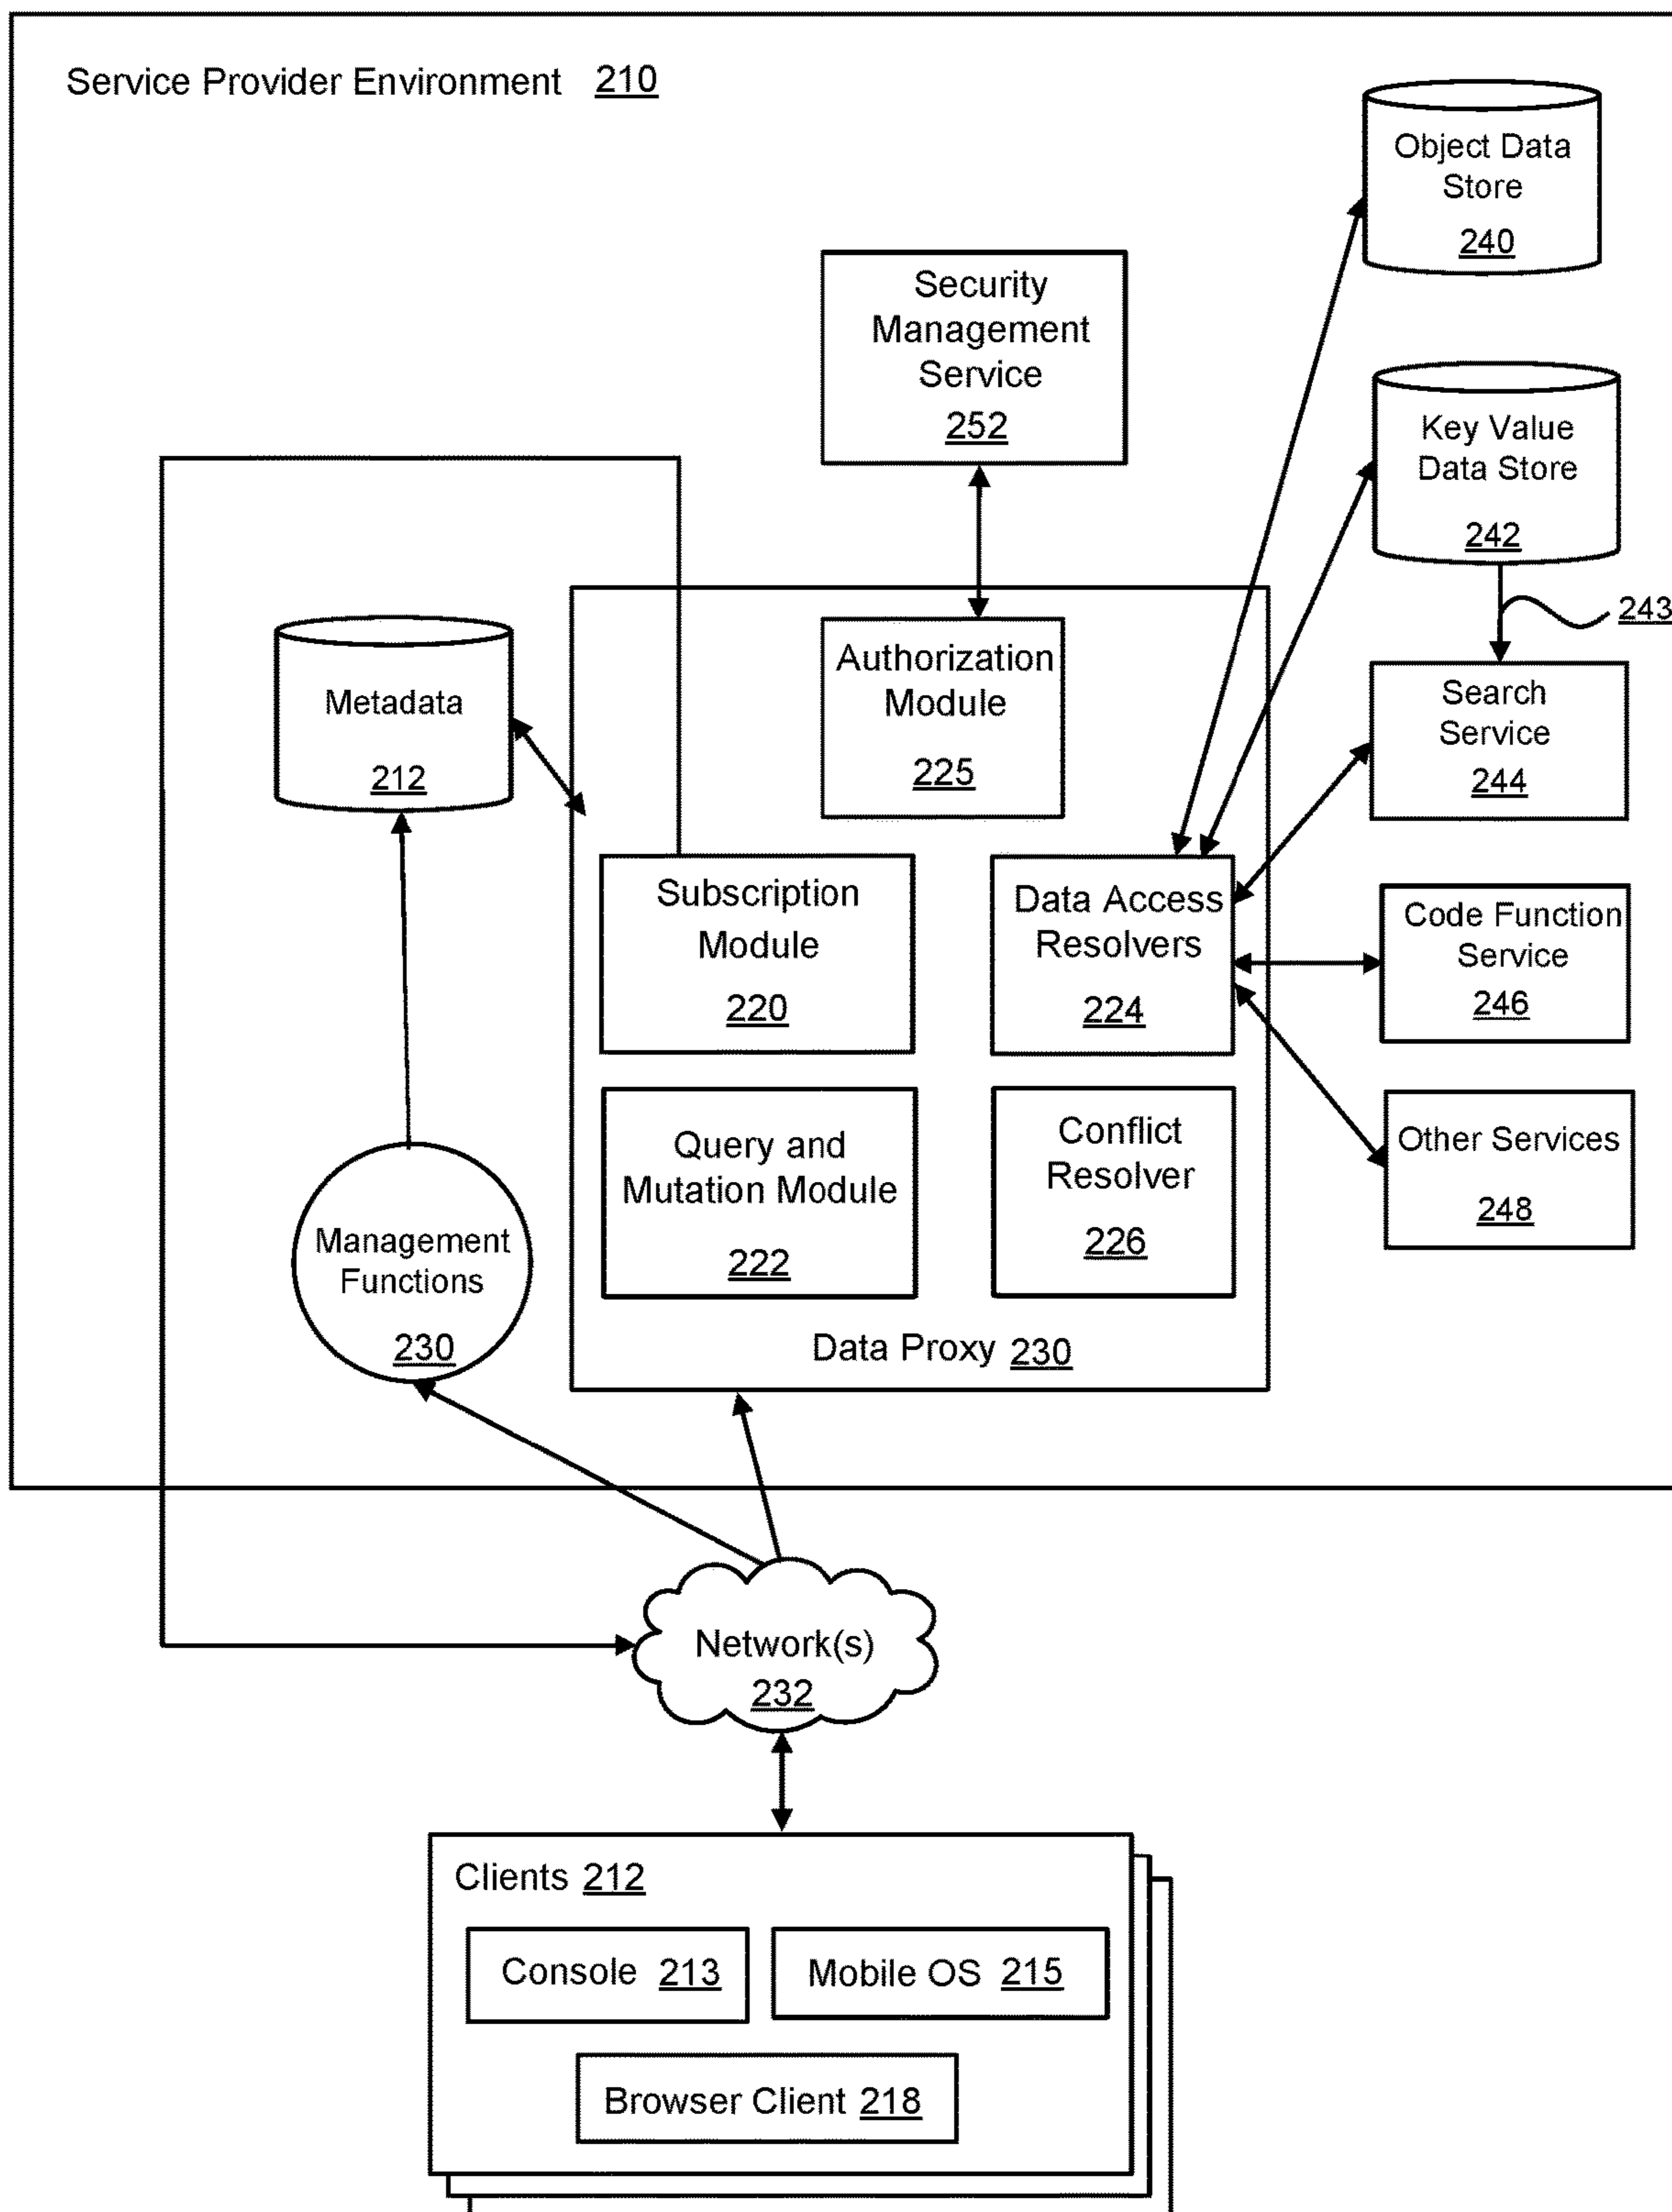 Service Provider Environment 210
Object Data
Store
240
Security
Management
Service
252
Key Value
Data Store
242
243
Metadata
212
Authorization
Module
225
Search
Service
244
Subscription
Module
220
Data Access
Resolvers
224
Code Function
Service
246
Query and
Mutation Module
222
Conflict
Resolver
226
Other Services
248
Management
Functions
230
Data Proxy 230
Network(s)
232
Clients 212
Console 213
Mobile OS 215
Browser Client 218